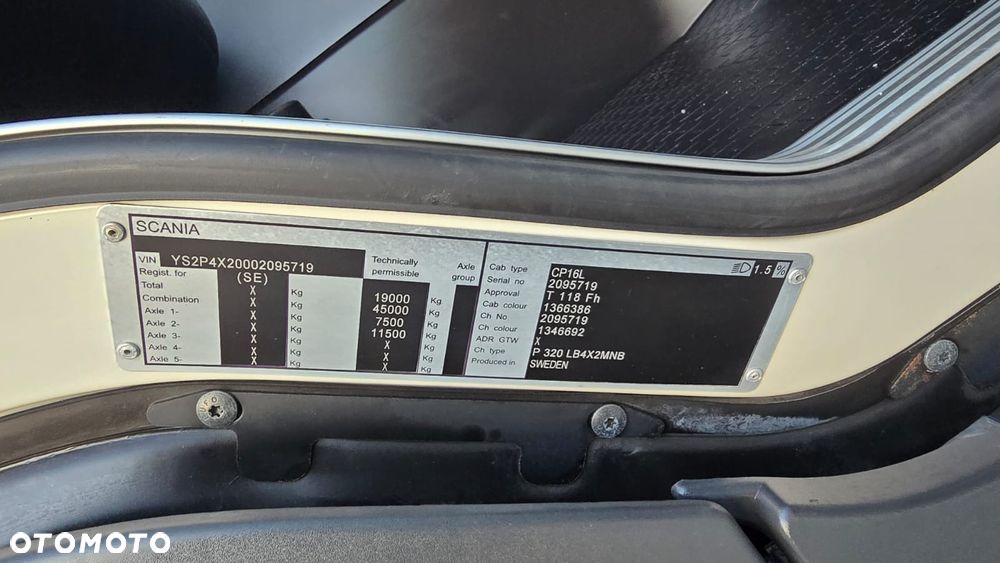 SCANIA
VIN YS2P4X20002095719
Regist. for (SE) Technically permissible Axle group
Total X Kg 19000 Kg
Combination X Kg 45000 Kg
Axle 1- X Kg 7500 Kg
Axle 2- X Kg 11500 Kg
Axle 3- X Kg X Kg
Axle 4- X Kg X Kg
Axle 5- X Kg X Kg
1.5 %
Cab type CP16L
Serial no 2095719
Approval T 118 Fh
Cab colour 1366386
Ch No 2095719
Ch colour 1346692
ADR GTW X
Ch type P 320 LB4X2MNB
Produced in SWEDEN
OTOMOTO